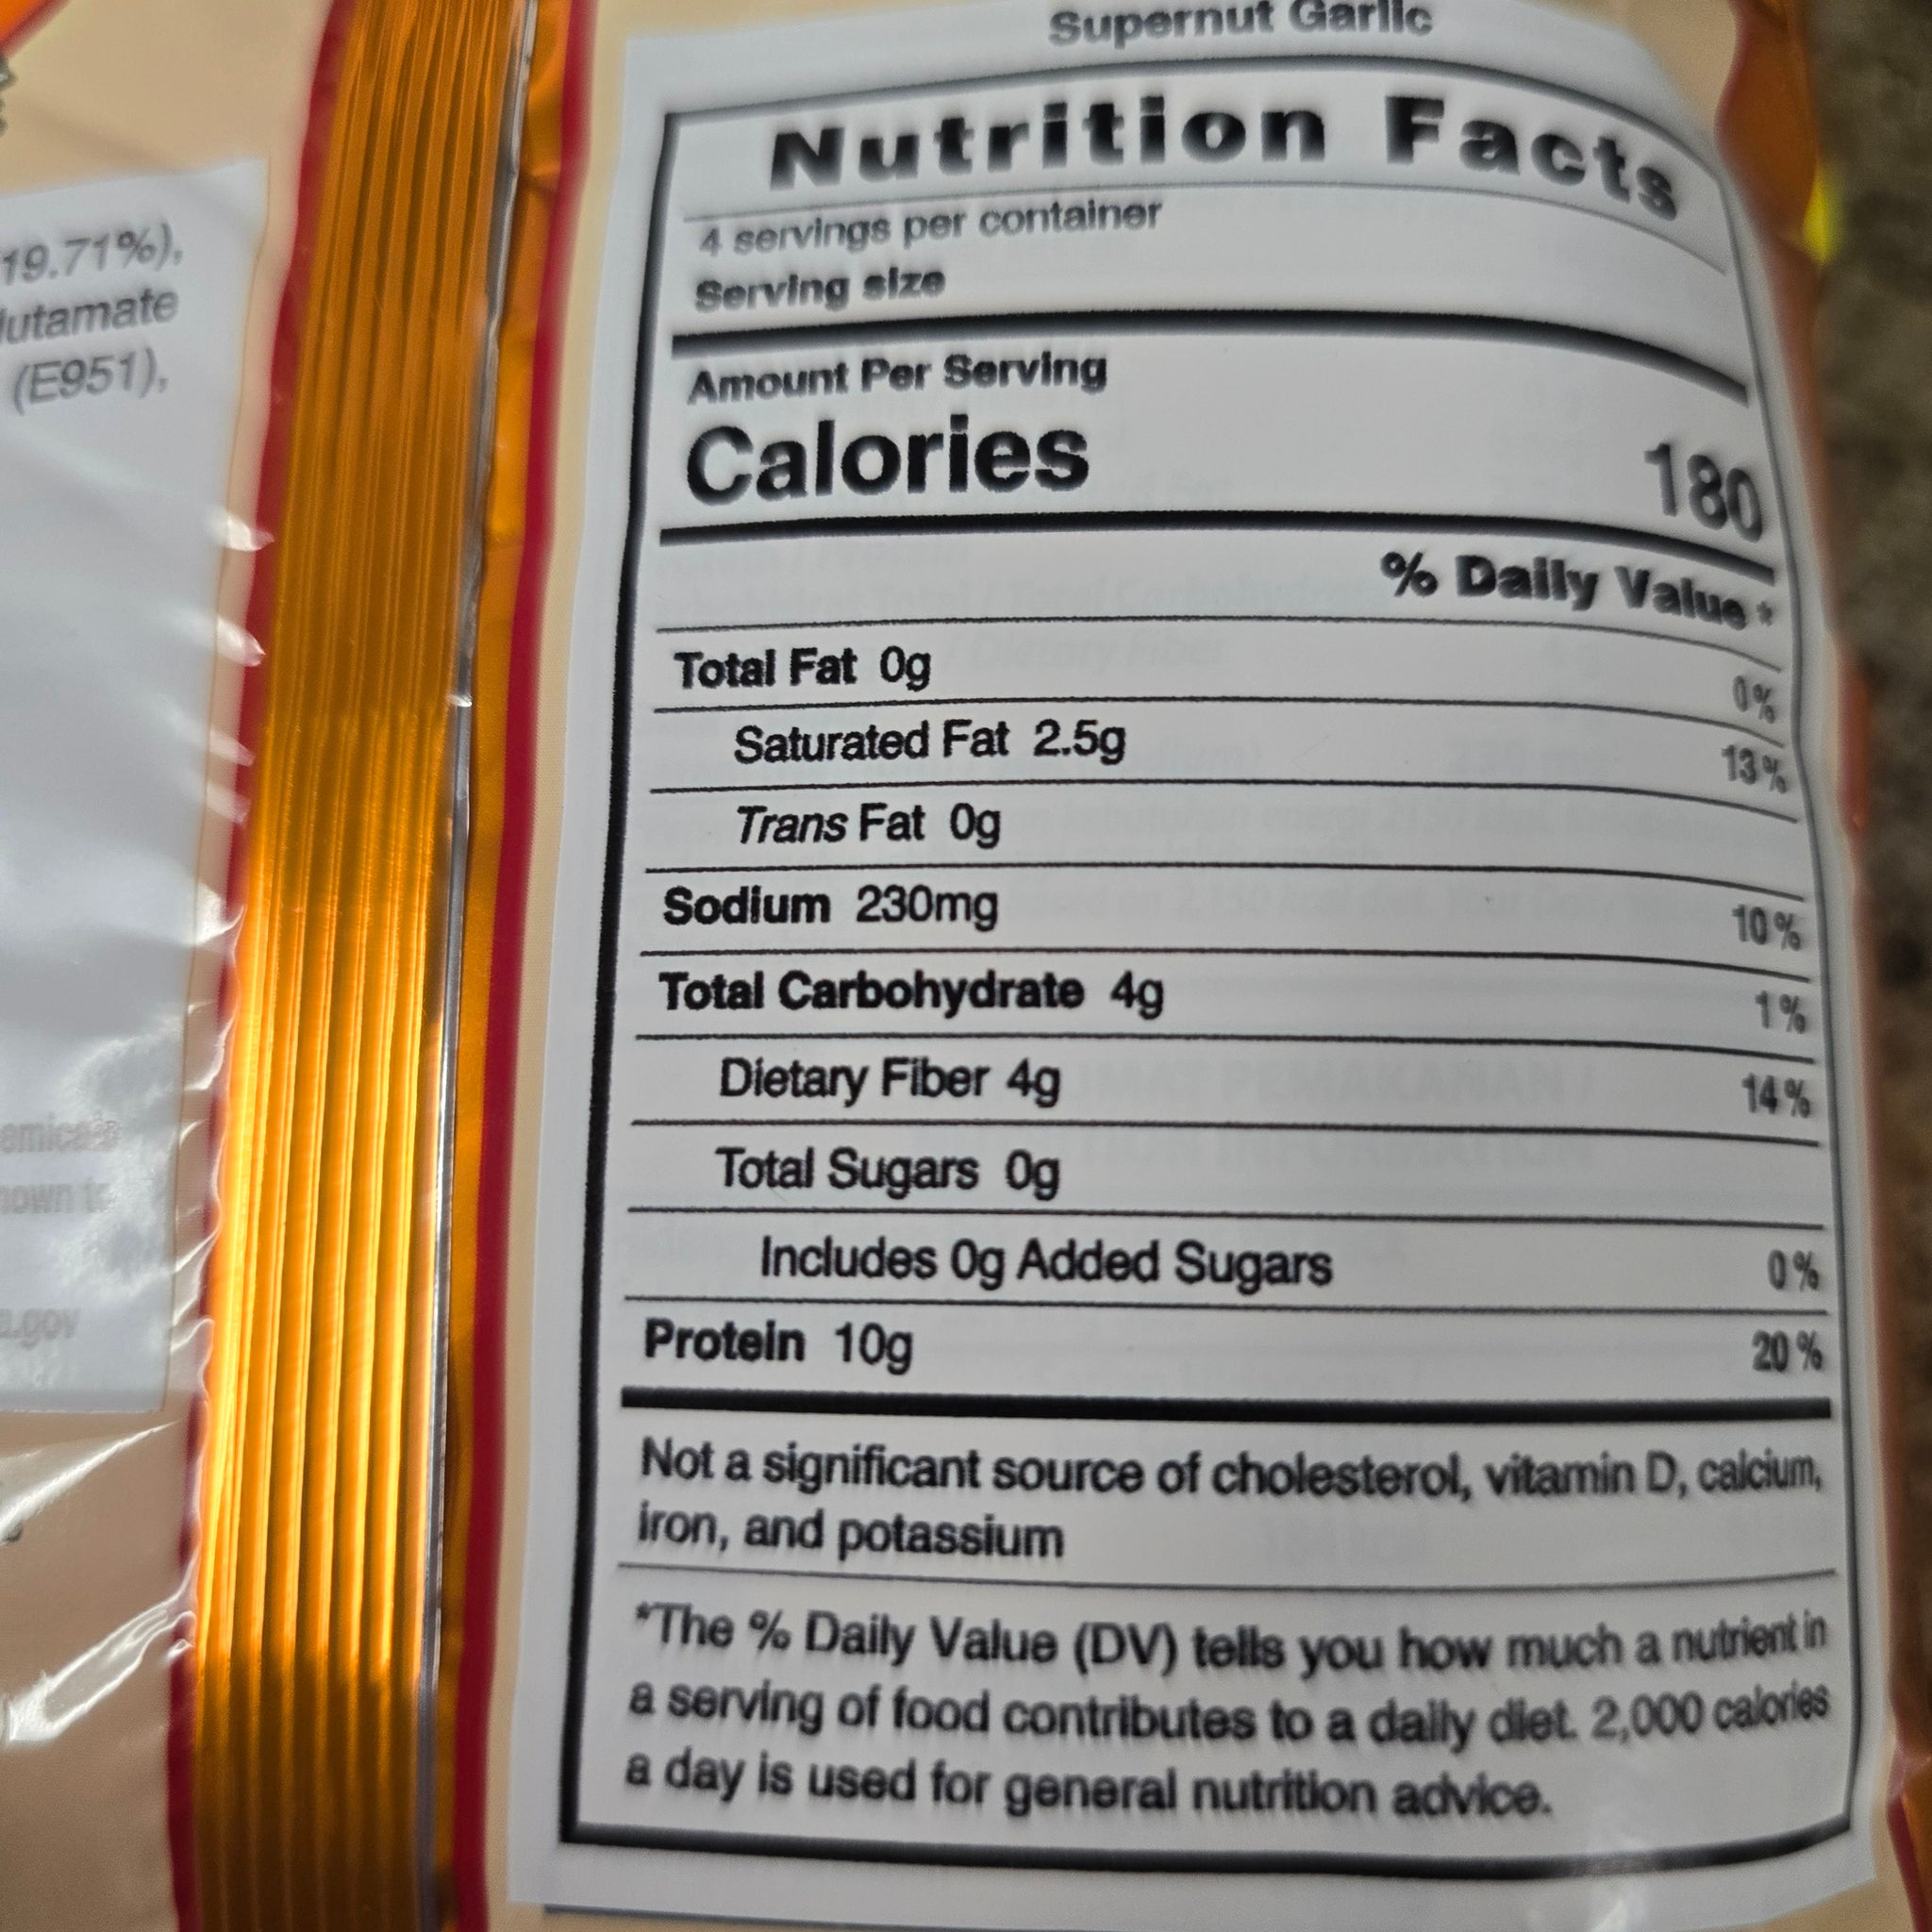 19.71%),
lutamate
(E951),
own to
.gov
Supernut Garlic
Nutrition Facts
4 servings per container
Serving size
Amount Per Serving
Calories 180
% Daily Value *
Total Fat 0g 0%
Saturated Fat 2.5g 13%
Trans Fat 0g
Sodium 230mg 10%
Total Carbohydrate 4g 1%
Dietary Fiber 4g 14%
Total Sugars 0g
Includes 0g Added Sugars 0%
Protein 10g 20%
Not a significant source of cholesterol, vitamin D, calcium,
iron, and potassium
*The % Daily Value (DV) tells you how much a nutrient in
a serving of food contributes to a daily diet. 2,000 calories
a day is used for general nutrition advice.